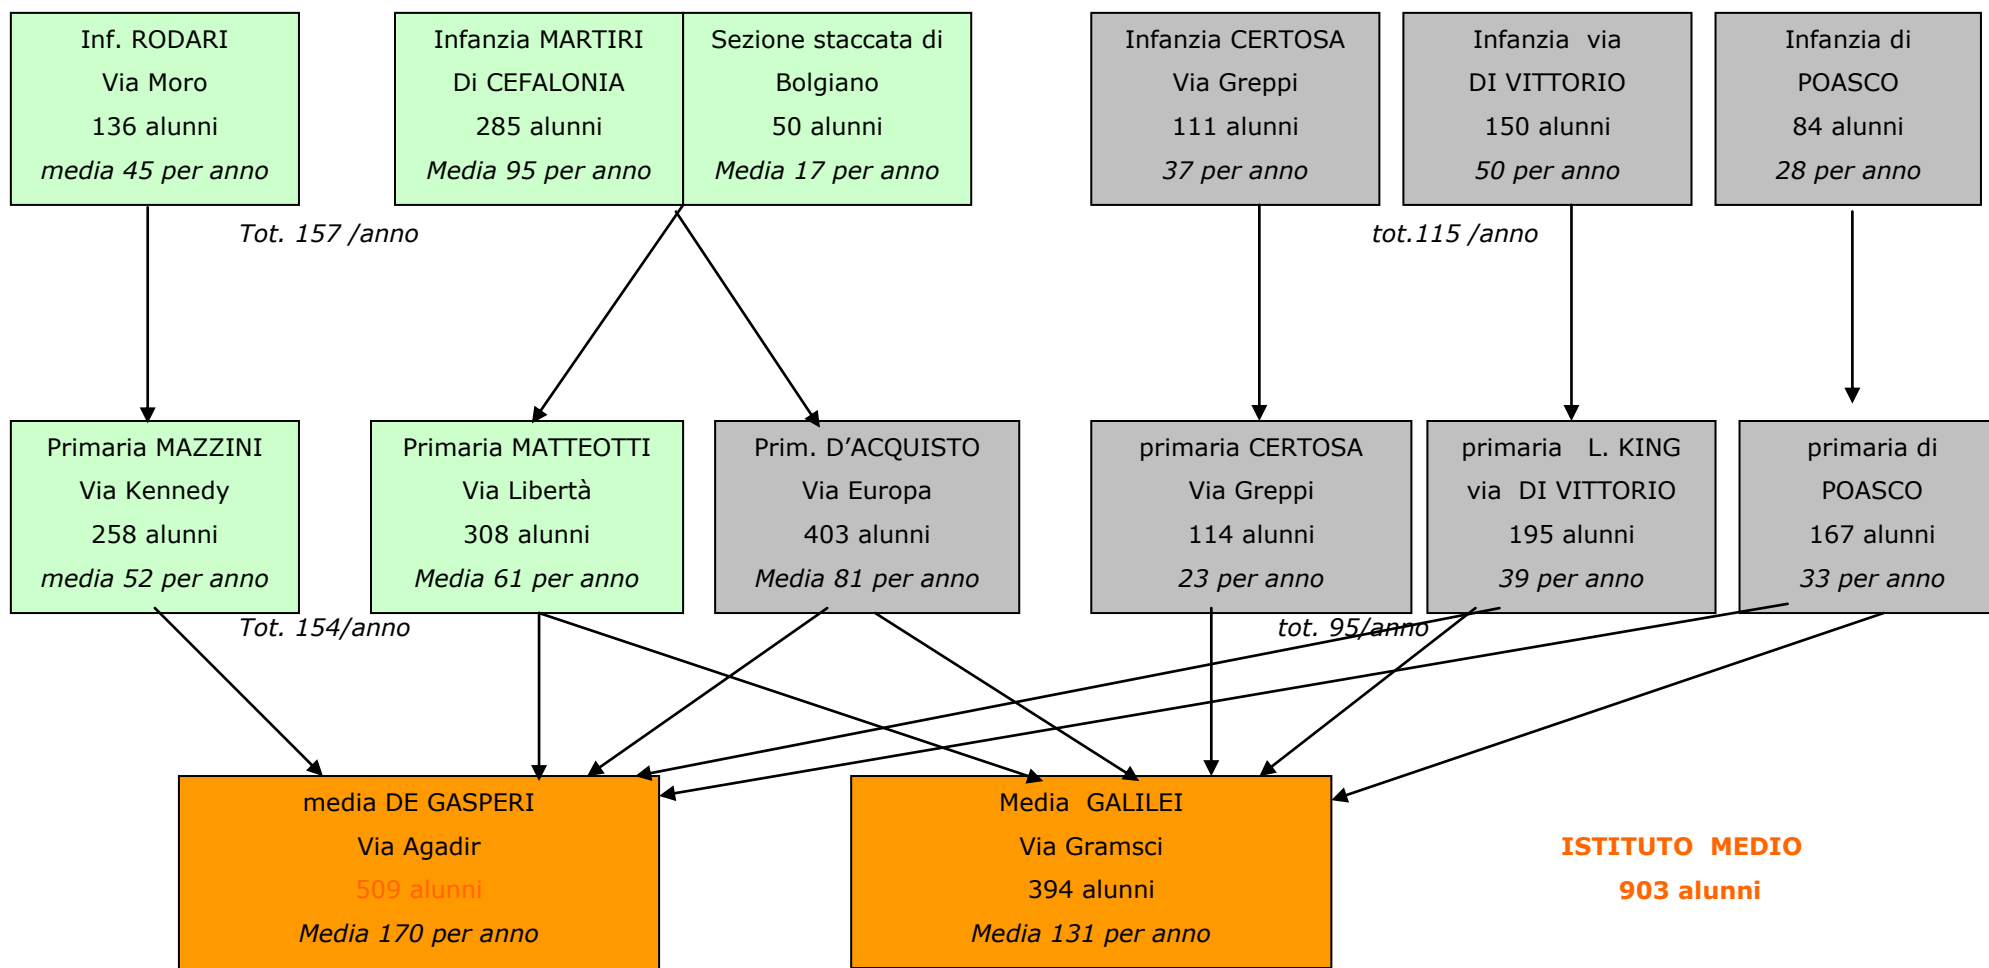 Inf. RODARI
Via Moro
136 alunni
media 45 per anno
Infanzia MARTIRI
Di CEFALONIA
285 alunni
Media 95 per anno
Sezione staccata di
Bolgiano
50 alunni
Media 17 per anno
Infanzia CERTOSA
Via Greppi
111 alunni
37 per anno
Infanzia via
DI VITTORIO
150 alunni
50 per anno
Infanzia di
POASCO
84 alunni
28 per anno
Tot. 157 /anno
tot.115 /anno
Primaria MAZZINI
Via Kennedy
258 alunni
media 52 per anno
Primaria MATTEOTTI
Via Libertà
308 alunni
Media 61 per anno
Prim. D’ACQUISTO
Via Europa
403 alunni
Media 81 per anno
primaria CERTOSA
Via Greppi
114 alunni
23 per anno
primaria L. KING
via DI VITTORIO
195 alunni
39 per anno
primaria di
POASCO
167 alunni
33 per anno
Tot. 154/anno
tot. 95/anno
media DE GASPERI
Via Agadir
509 alunni
Media 170 per anno
Media GALILEI
Via Gramsci
394 alunni
Media 131 per anno
ISTITUTO MEDIO
903 alunni